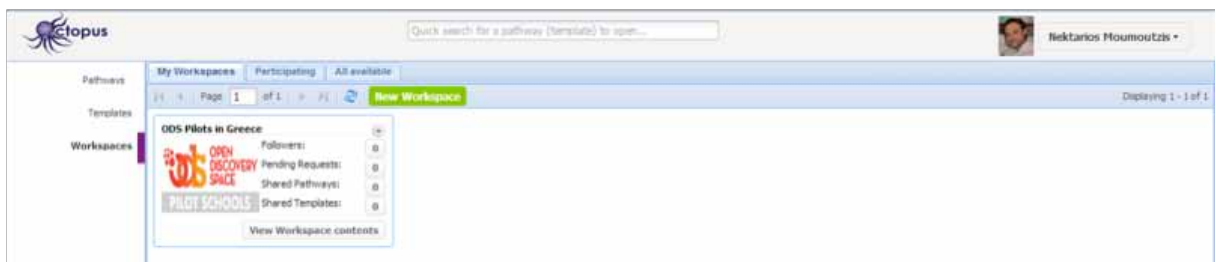 Octopus
Quick search for a pathway (template) to open...
Nektarios Moumoutzis
Pathways
Templates
Workspaces
My Workspaces Participating All available
Page 1 of 1 New Workspace Displaying 1 - 1 of 1
ODS Pilots in Greece
OPEN DISCOVERY SPACE
PILOT SCHOOLS
Followers: 0
Pending Requests: 0
Shared Pathways: 0
Shared Templates: 0
View Workspace contents